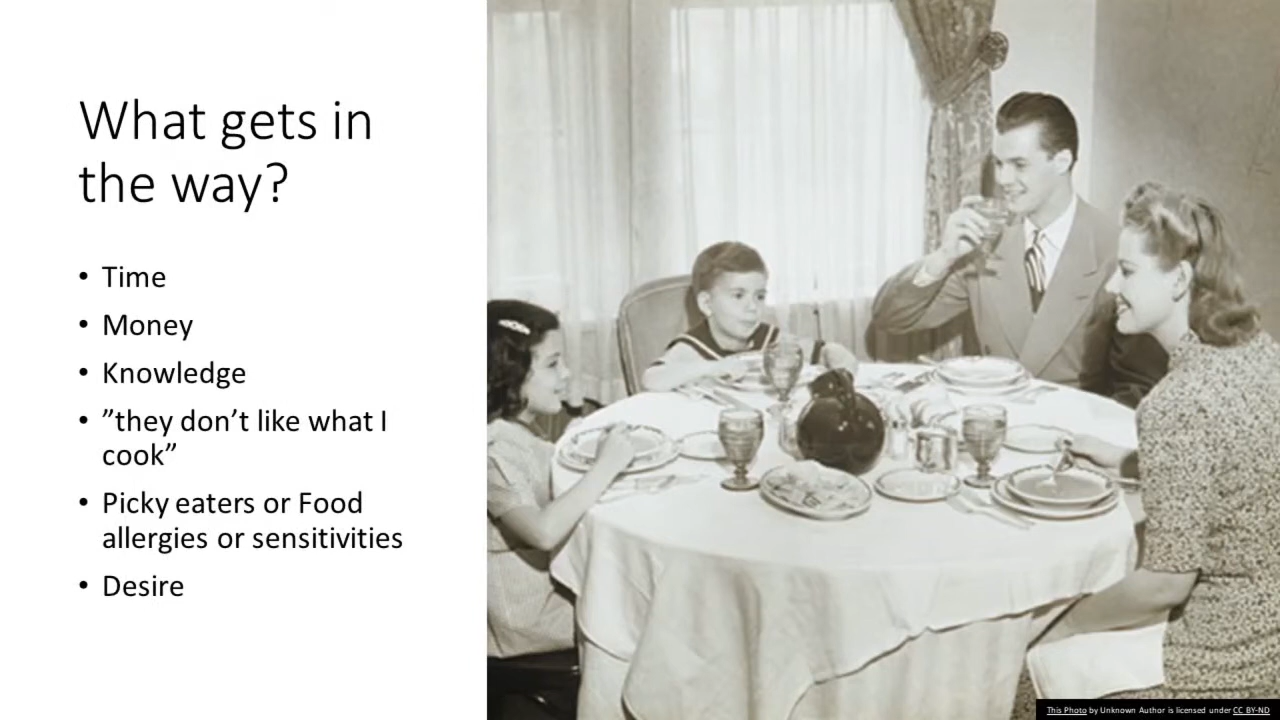 What gets in
the way?
• Time
• Money
• Knowledge
• ”they don’t like what I
cook”
• Picky eaters or Food
allergies or sensitivities
• Desire
This Photo by Unknown Author is licensed under CC BY-ND